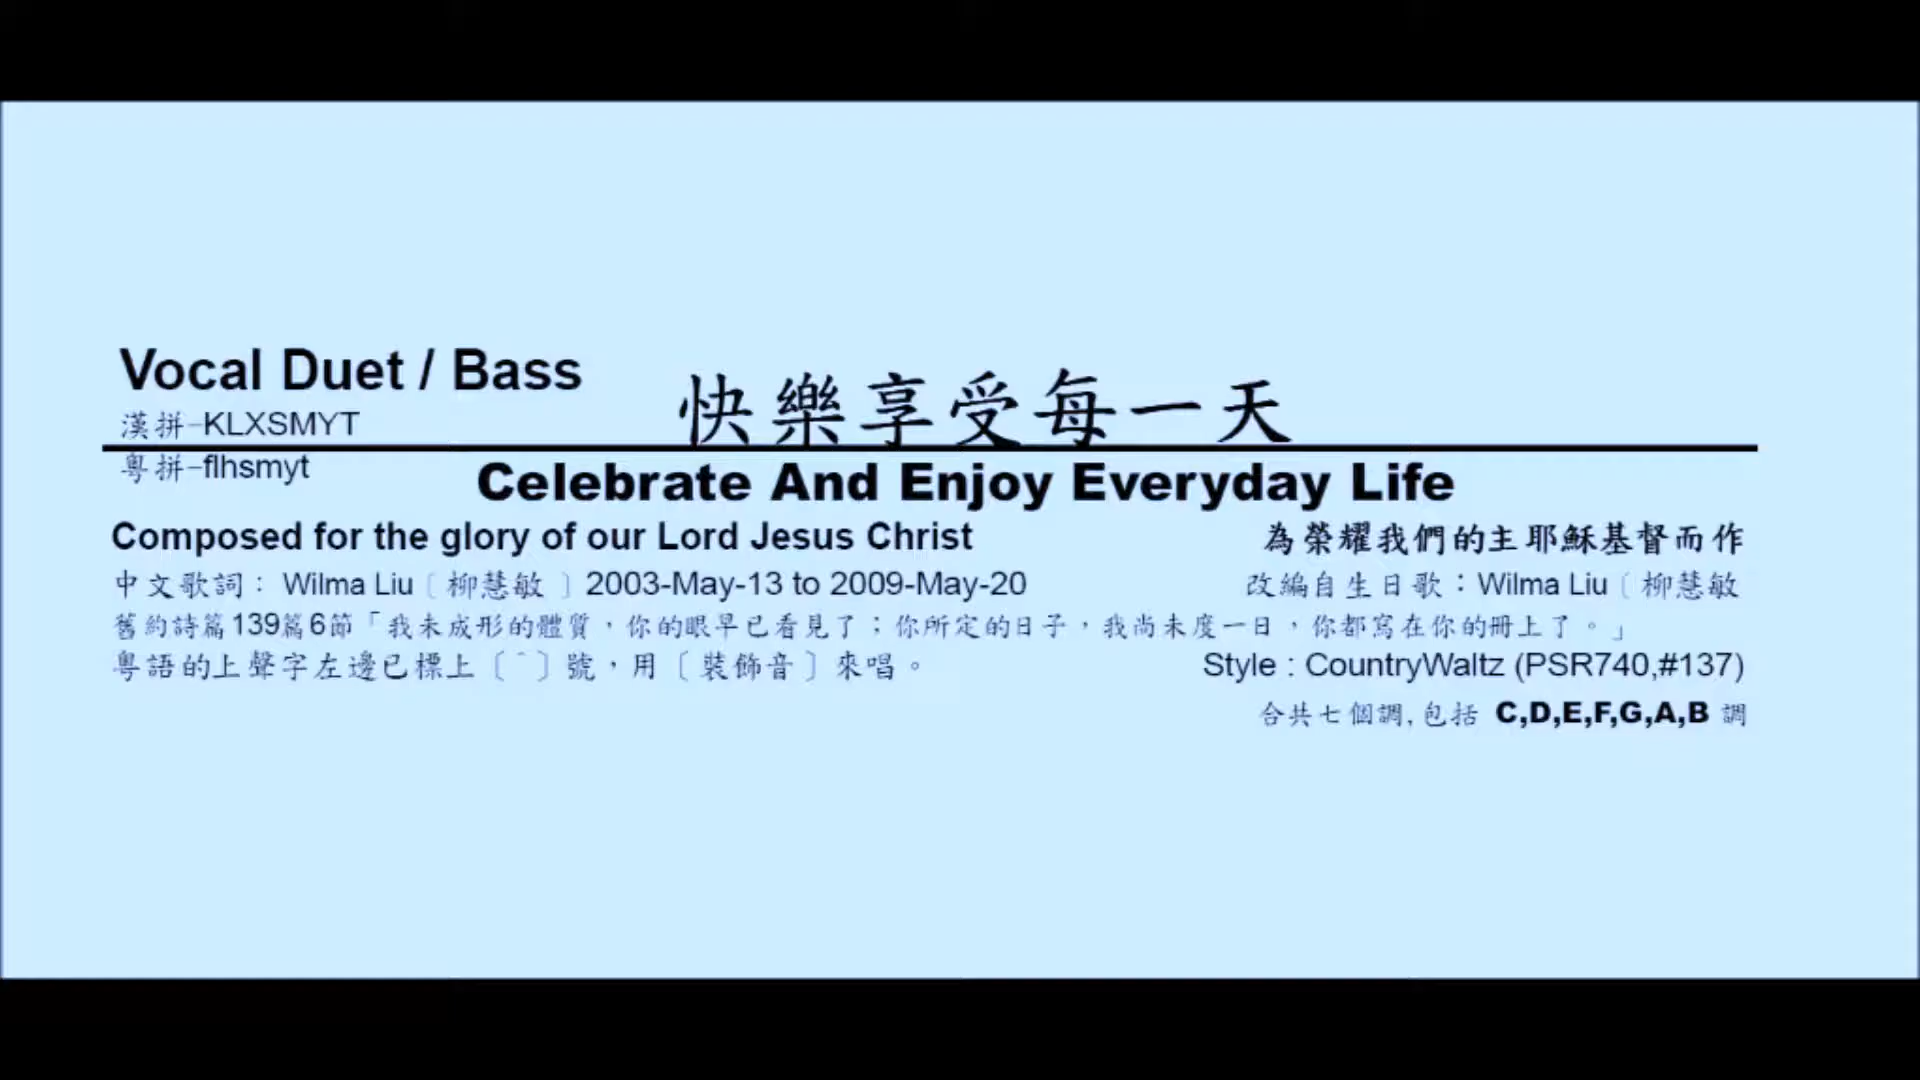 Vocal Duet / Bass
漢拼-KLXSMYT
快樂享受每一天
粵拼-flhsmyt
Celebrate And Enjoy Everyday Life
Composed for the glory of our Lord Jesus Christ
為榮耀我們的主耶穌基督而作
中文歌詞： Wilma Liu〔柳慧敏 〕2003-May-13 to 2009-May-20
改編自生日歌：Wilma Liu〔柳慧敏
舊約詩篇139篇6節「我未成形的體質，你的眼早已看見了；你所定的日子，我尚未度一日，你都寫在你的冊上了。」
粵語的上聲字左邊已標上〔ˆ〕號，用〔裝飾音〕來唱。
Style : CountryWaltz (PSR740,#137)
合共七個調,包括 C,D,E,F,G,A,B 調